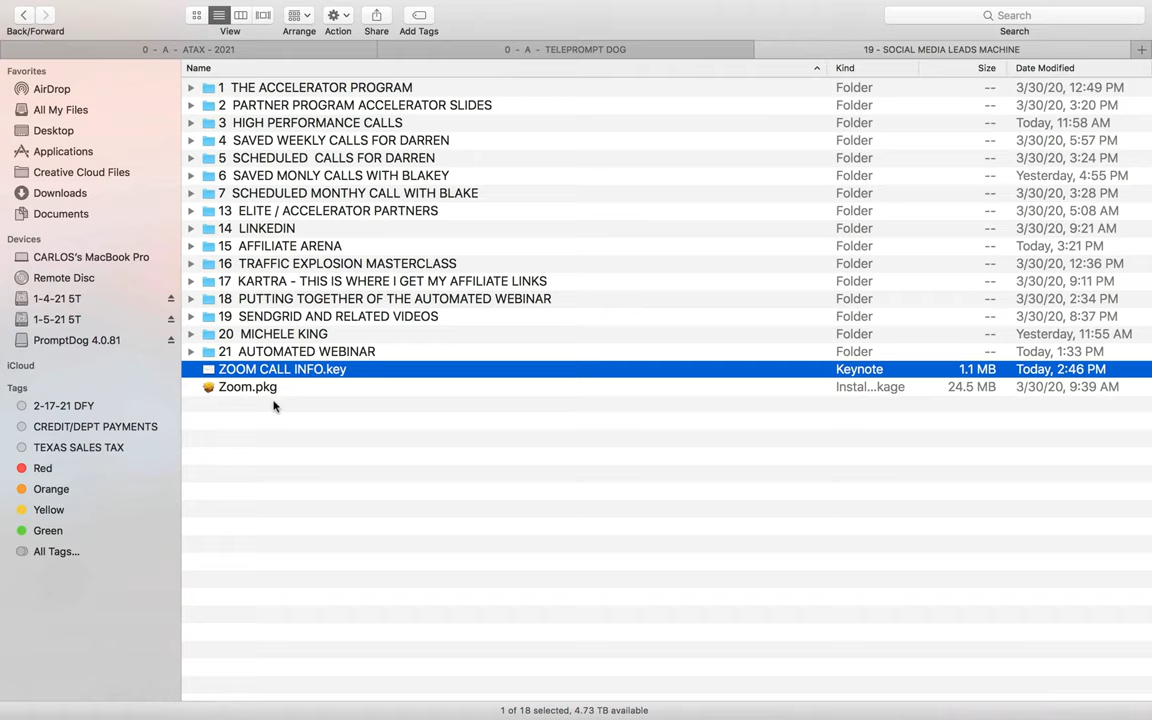 Back/Forward
View
Arrange
Action
Share
Add Tags
Search
Search
0 - A - ATAX - 2021
0 - A - TELEPROMPT DOG
19 - SOCIAL MEDIA LEADS MACHINE
Favorites
AirDrop
All My Files
Desktop
Applications
Creative Cloud Files
Downloads
Documents
Devices
CARLOS's MacBook Pro
Remote Disc
1-4-21 5T
1-5-21 5T
PromptDog 4.0.81
iCloud
Tags
2-17-21 DFY
CREDIT/DEPT PAYMENTS
TEXAS SALES TAX
Red
Orange
Yellow
Green
All Tags...
Name Kind Size Date Modified
1 THE ACCELERATOR PROGRAM Folder -- 3/30/20, 12:49 PM
2 PARTNER PROGRAM ACCELERATOR SLIDES Folder -- 3/30/20, 3:20 PM
3 HIGH PERFORMANCE CALLS Folder -- Today, 11:58 AM
4 SAVED WEEKLY CALLS FOR DARREN Folder -- 3/30/20, 5:57 PM
5 SCHEDULED CALLS FOR DARREN Folder -- 3/30/20, 3:24 PM
6 SAVED MONLY CALLS WITH BLAKEY Folder -- Yesterday, 4:55 PM
7 SCHEDULED MONTHY CALL WITH BLAKE Folder -- 3/30/20, 3:28 PM
13 ELITE / ACCELERATOR PARTNERS Folder -- 3/30/20, 5:08 AM
14 LINKEDIN Folder -- 3/30/20, 9:21 AM
15 AFFILIATE ARENA Folder -- Today, 3:21 PM
16 TRAFFIC EXPLOSION MASTERCLASS Folder -- 3/30/20, 12:36 PM
17 KARTRA - THIS IS WHERE I GET MY AFFILIATE LINKS Folder -- 3/30/20, 9:11 PM
18 PUTTING TOGETHER OF THE AUTOMATED WEBINAR Folder -- 3/30/20, 2:34 PM
19 SENDGRID AND RELATED VIDEOS Folder -- 3/30/20, 8:37 PM
20 MICHELE KING Folder -- Yesterday, 11:55 AM
21 AUTOMATED WEBINAR Folder -- Today, 1:33 PM
ZOOM CALL INFO.key Keynote 1.1 MB Today, 2:46 PM
Zoom.pkg Instal...kage 24.5 MB 3/30/20, 9:39 AM
1 of 18 selected, 4.73 TB available